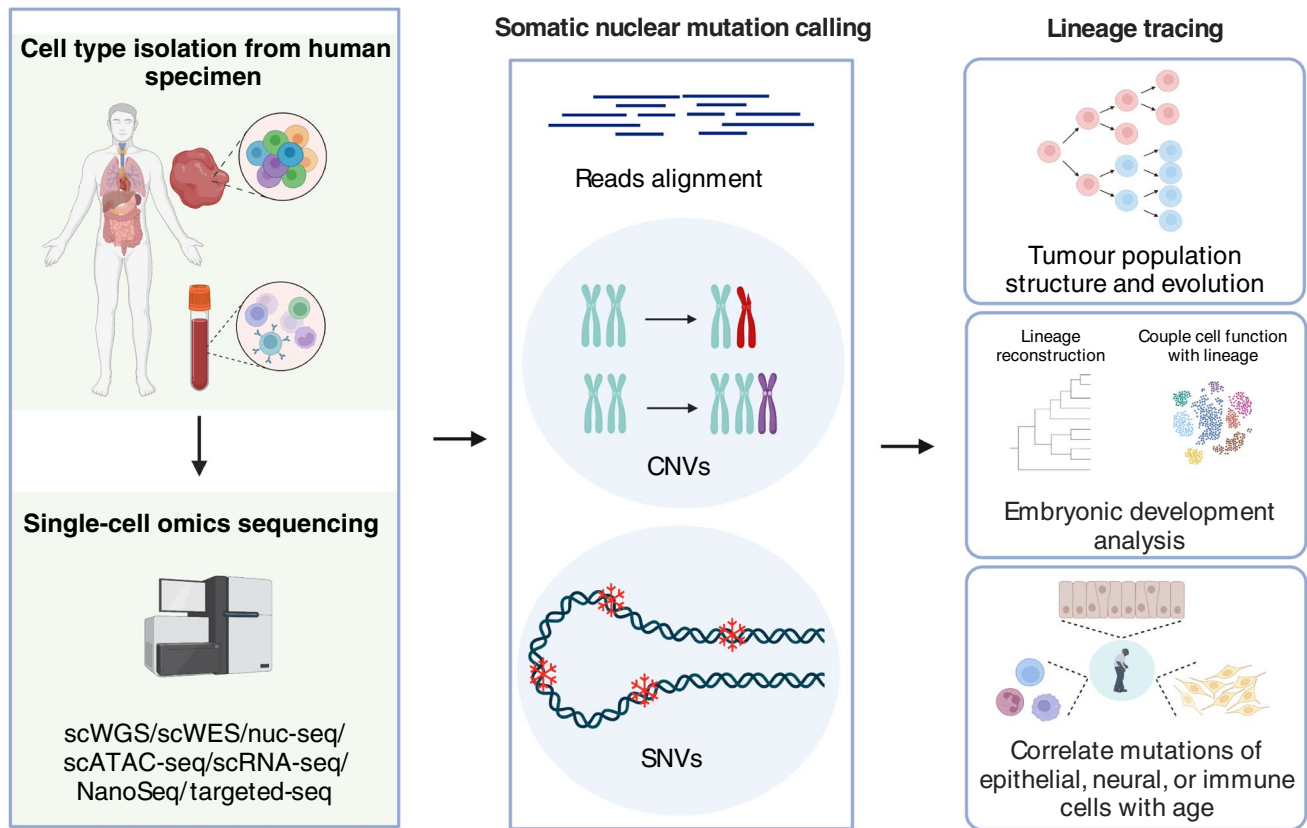 Cell type isolation from human
specimen
Single-cell omics sequencing
scWGS/scWES/nuc-seq/
scATAC-seq/scRNA-seq/
NanoSeq/targeted-seq
Somatic nuclear mutation calling
Reads alignment
CNVs
SNVs
Lineage tracing
Tumour population
structure and evolution
Lineage
reconstruction
Couple cell function
with lineage
Embryonic development
analysis
Correlate mutations of
epithelial, neural, or immune
cells with age